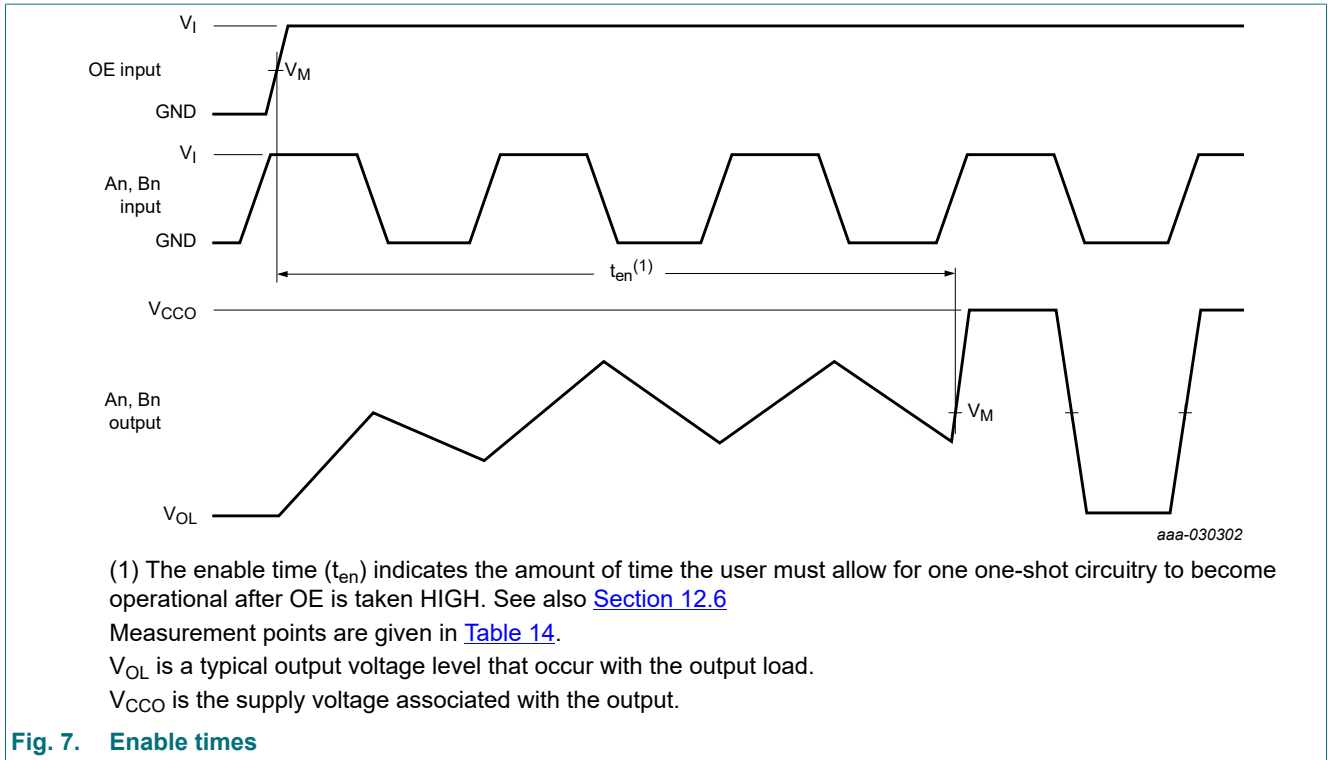 V_I
OE input
V_M
GND
V_I
An, Bn
input
GND
t_en(1)
V_CCO
An, Bn
output
V_M
V_OL
aaa-030302
(1) The enable time (t_en) indicates the amount of time the user must allow for one one-shot circuitry to become
operational after OE is taken HIGH. See also Section 12.6
Measurement points are given in Table 14.
V_OL is a typical output voltage level that occur with the output load.
V_CCO is the supply voltage associated with the output.
Fig. 7. Enable times